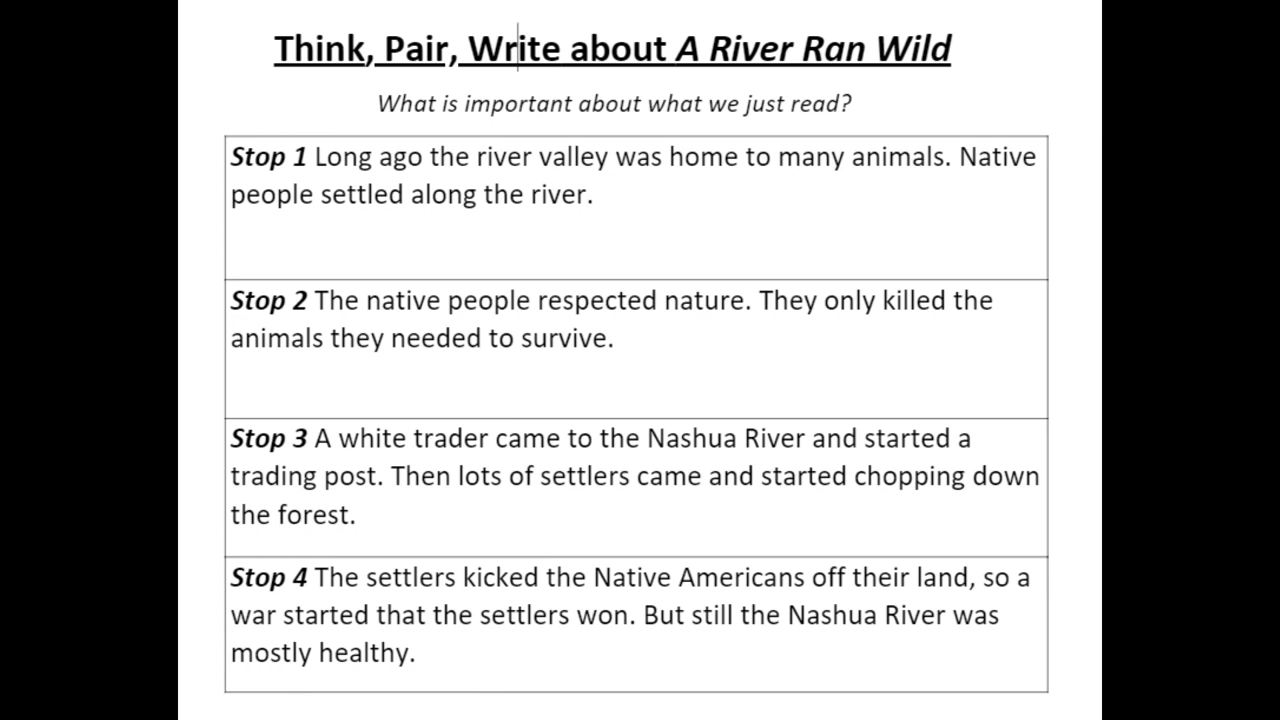 Think, Pair, Write about A River Ran Wild
What is important about what we just read?
Stop 1 Long ago the river valley was home to many animals. Native
people settled along the river.
Stop 2 The native people respected nature. They only killed the
animals they needed to survive.
Stop 3 A white trader came to the Nashua River and started a
trading post. Then lots of settlers came and started chopping down
the forest.
Stop 4 The settlers kicked the Native Americans off their land, so a
war started that the settlers won. But still the Nashua River was
mostly healthy.